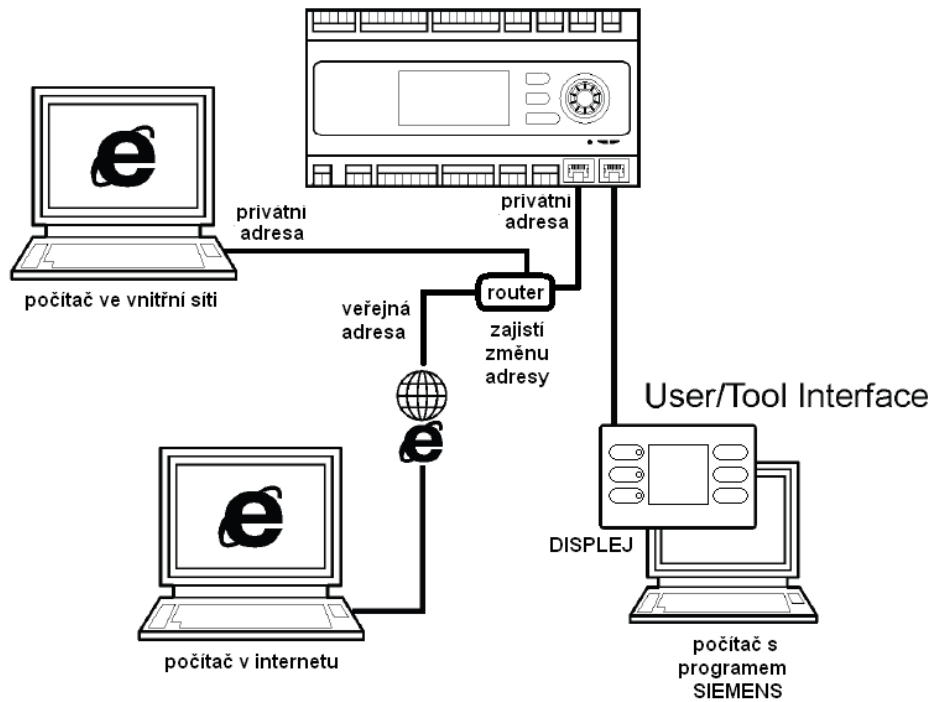 privátní
adresa
privátní
adresa
počítač ve vnitřní síti
veřejná
adresa
router
zajistí
změnu
adresy
User/Tool Interface
DISPLEJ
počítač v internetu
počítač s
programem
SIEMENS